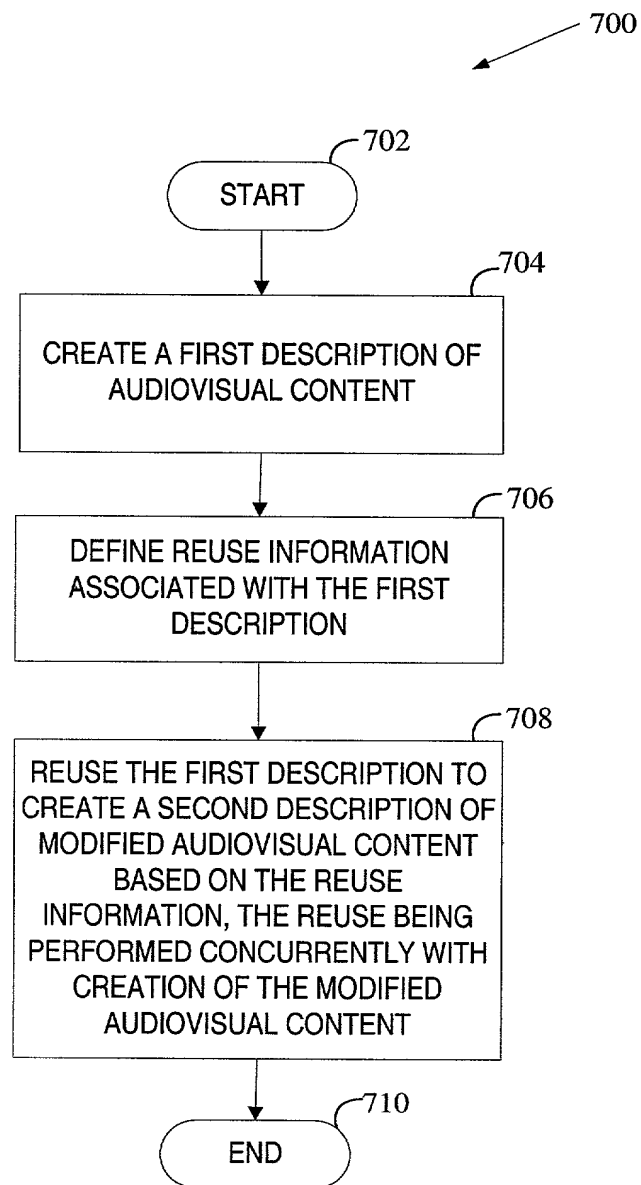 700
702
START
704
CREATE A FIRST DESCRIPTION OF
AUDIOVISUAL CONTENT
706
DEFINE REUSE INFORMATION
ASSOCIATED WITH THE FIRST
DESCRIPTION
708
REUSE THE FIRST DESCRIPTION TO
CREATE A SECOND DESCRIPTION OF
MODIFIED AUDIOVISUAL CONTENT
BASED ON THE REUSE
INFORMATION, THE REUSE BEING
PERFORMED CONCURRENTLY WITH
CREATION OF THE MODIFIED
AUDIOVISUAL CONTENT
710
END